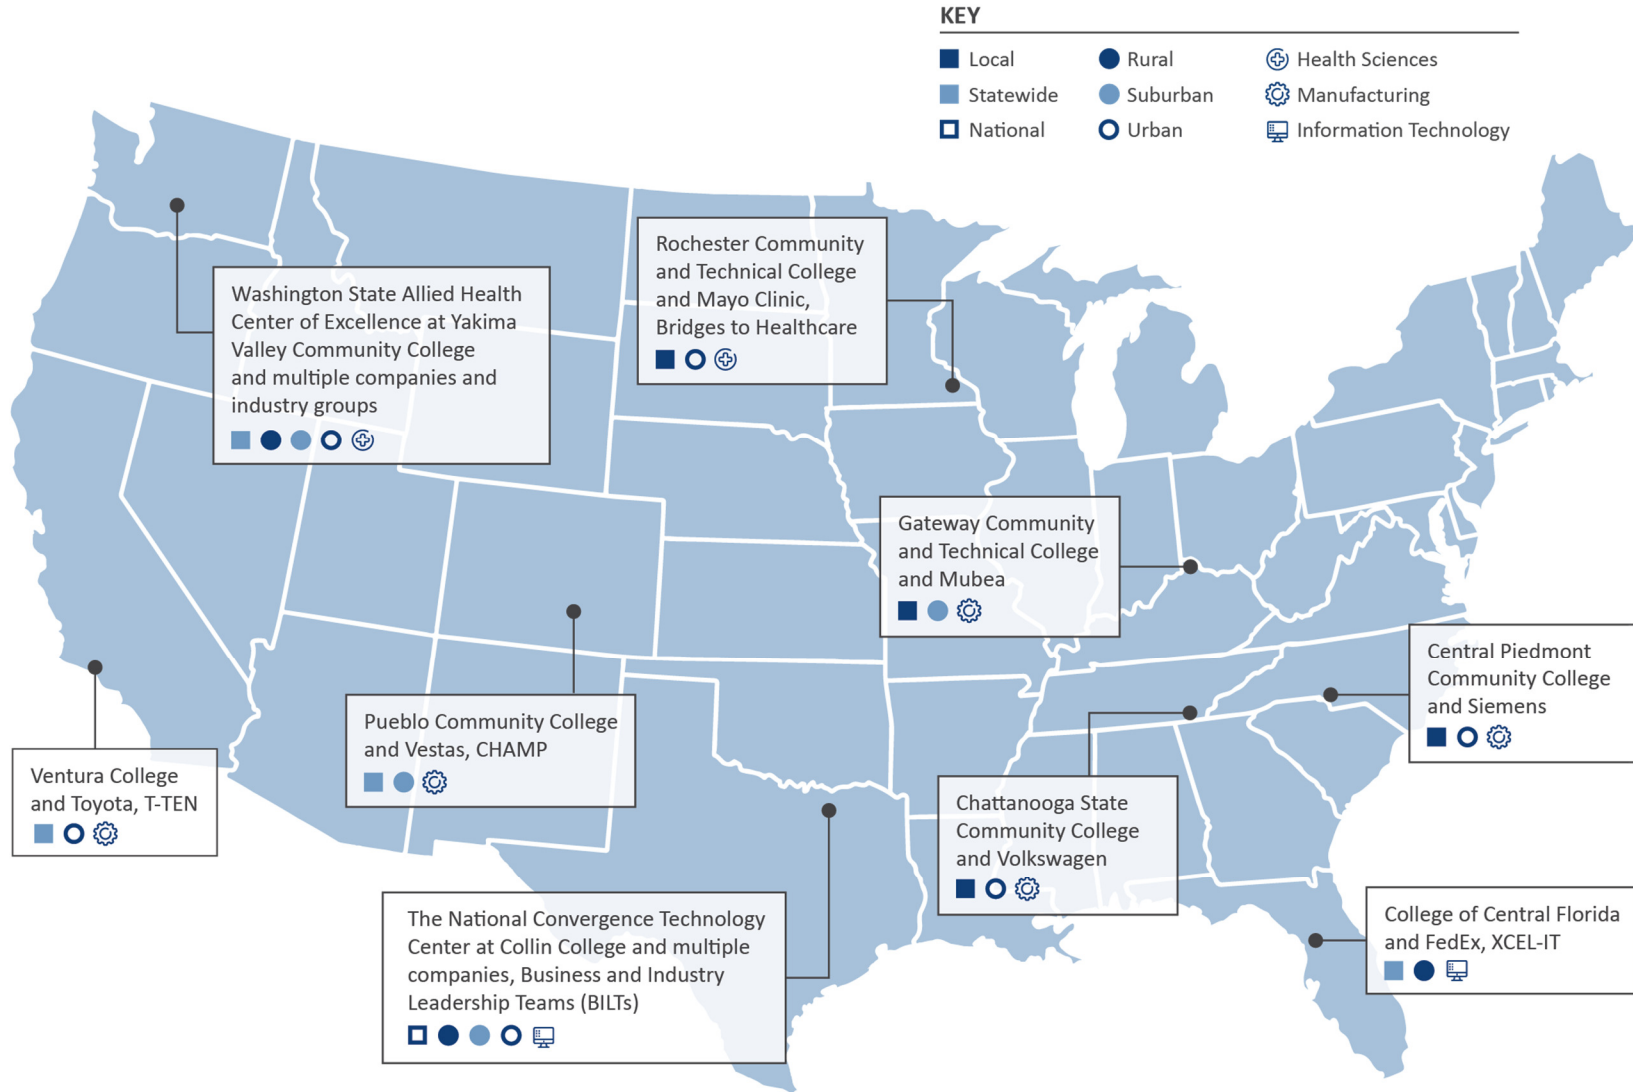 KEY
Local
Rural
Health Sciences
Statewide
Suburban
Manufacturing
National
Urban
Information Technology
Washington State Allied Health
Center of Excellence at Yakima
Valley Community College
and multiple companies and
industry groups
Rochester Community
and Technical College
and Mayo Clinic,
Bridges to Healthcare
Gateway Community
and Technical College
and Mubea
Central Piedmont
Community College
and Siemens
Pueblo Community College
and Vestas, CHAMP
Ventura College
and Toyota, T-TEN
Chattanooga State
Community College
and Volkswagen
The National Convergence Technology
Center at Collin College and multiple
companies, Business and Industry
Leadership Teams (BILTs)
College of Central Florida
and FedEx, XCEL-IT